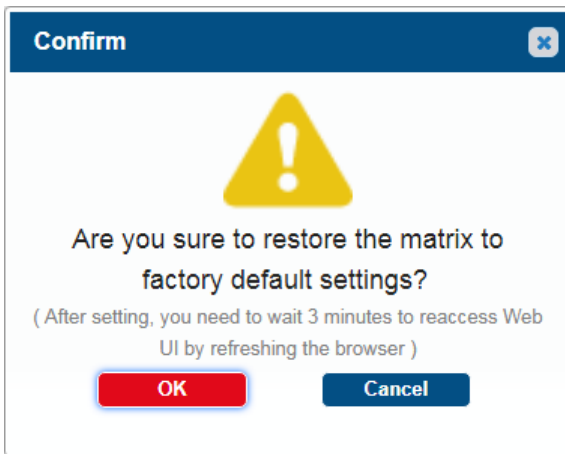 Confirm
Are you sure to restore the matrix to
factory default settings?
( After setting, you need to wait 3 minutes to reaccess Web
UI by refreshing the browser )
OK
Cancel